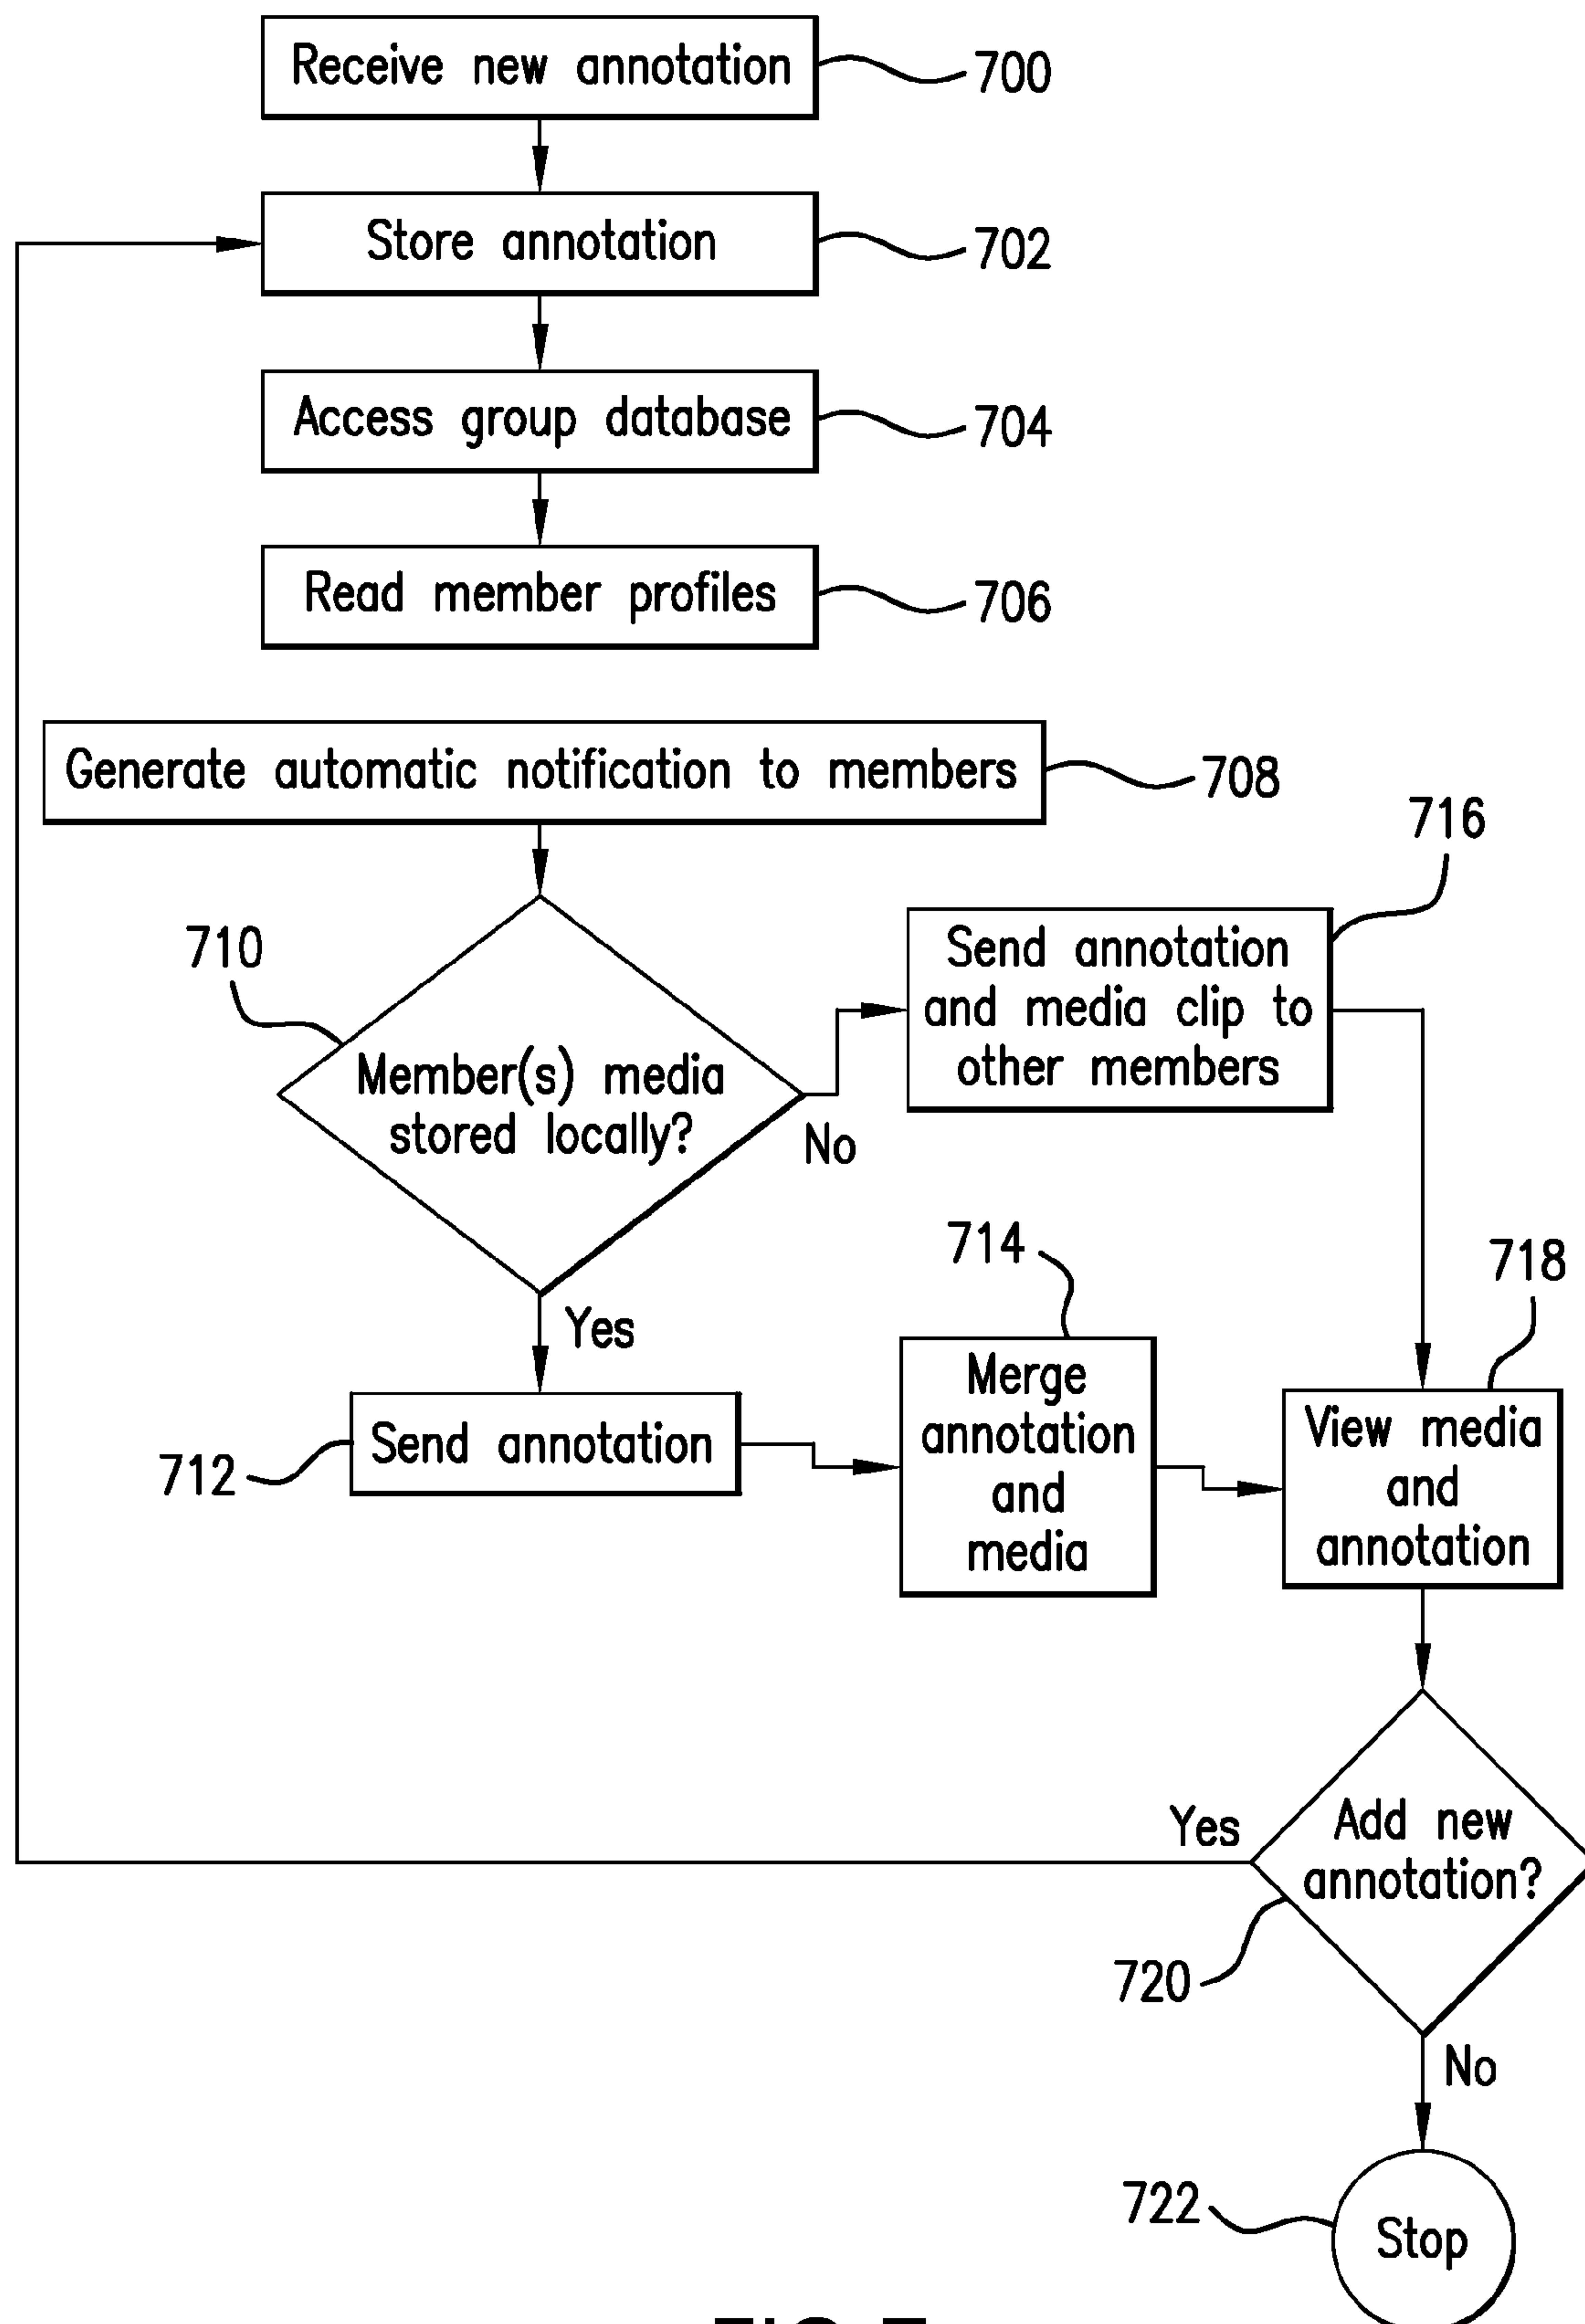 Receive new annotation
700
Store annotation
702
Access group database
704
Read member profiles
706
Generate automatic notification to members
708
716
710
Send annotation
and media clip to
other members
Member(s) media
stored locally?
No
714
718
Yes
Merge
annotation
and
media
View media
and
annotation
Send annotation
712
Yes
Add new
annotation?
720
No
722
Stop